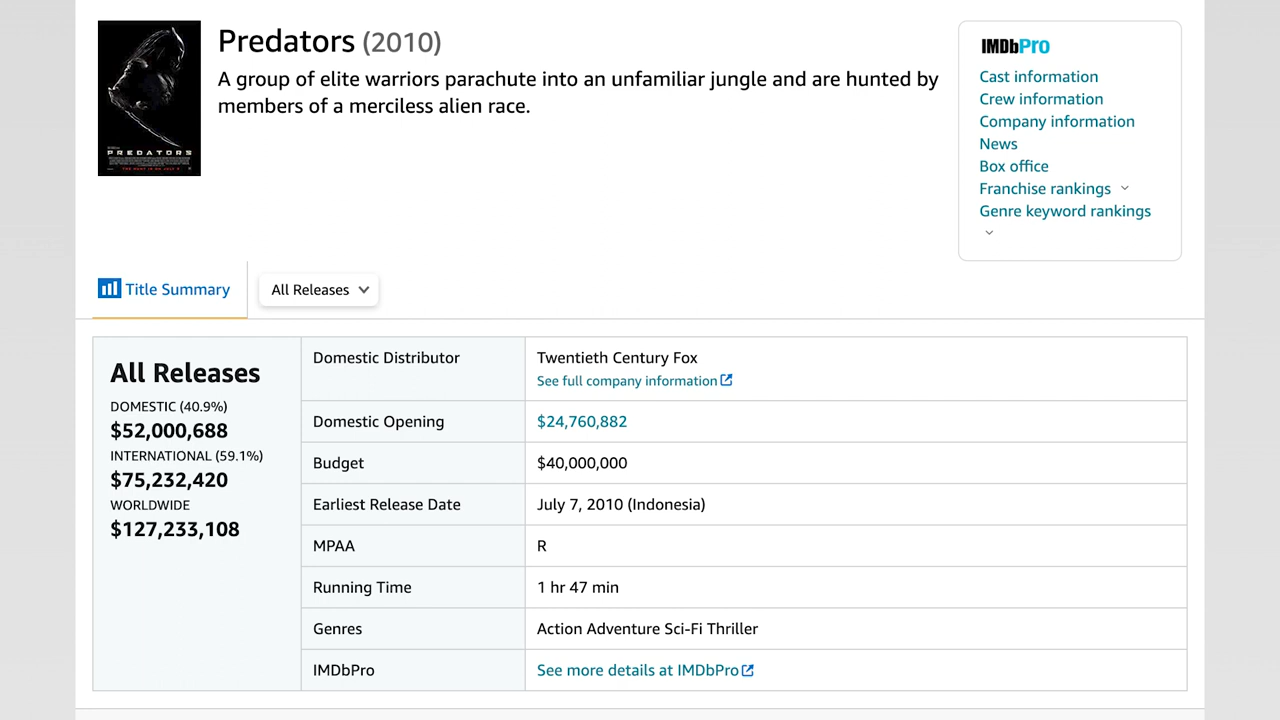 Predators (2010)
A group of elite warriors parachute into an unfamiliar jungle and are hunted by
members of a merciless alien race.
PREDATORS
IMDbPro
Cast information
Crew information
Company information
News
Box office
Franchise rankings
Genre keyword rankings
Title Summary
All Releases
All Releases
DOMESTIC (40.9%)
$52,000,688
INTERNATIONAL (59.1%)
$75,232,420
WORLDWIDE
$127,233,108
Domestic Distributor
Twentieth Century Fox
See full company information
Domestic Opening
$24,760,882
Budget
$40,000,000
Earliest Release Date
July 7, 2010 (Indonesia)
MPAA
R
Running Time
1 hr 47 min
Genres
Action Adventure Sci-Fi Thriller
IMDbPro
See more details at IMDbPro